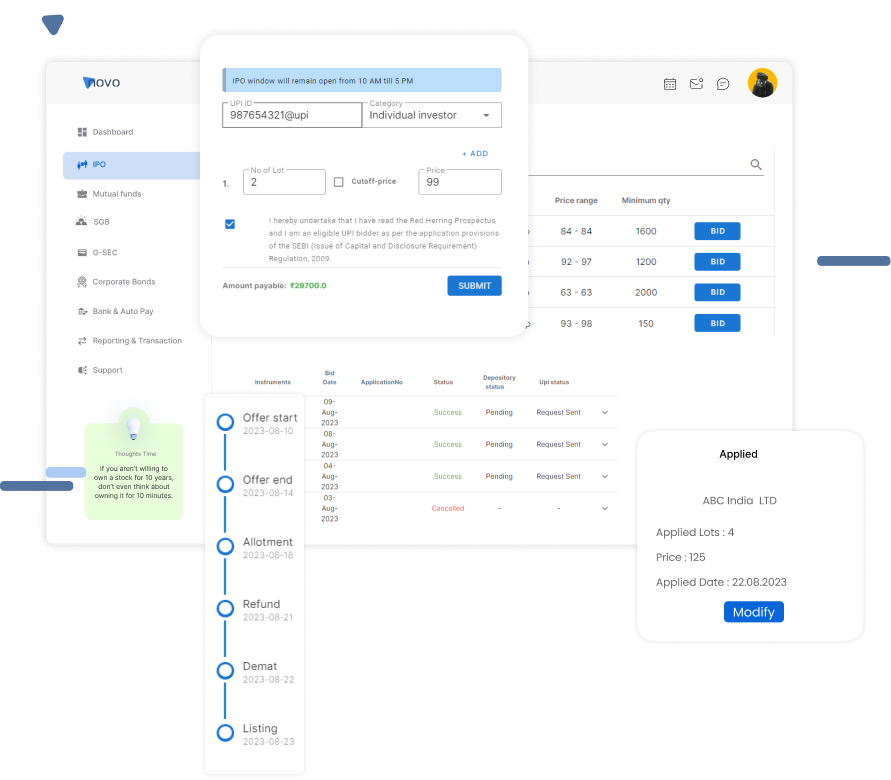 novo
Dashboard
IPO
Mutual funds
SGB
G-SEC
Corporate Bonds
Bank & Auto Pay
Reporting & Transaction
Support
Thoughts Time
If you aren't willing to
own a stock for 10 years,
don't even think about
owning it for 10 minutes.
IPO window will remain open from 10 AM till 5 PM
UPI ID
987654321@upi
Category
Individual investor
+ ADD
1.
No of Lot
2
Cutoff-price
Price
99
I hereby undertake that I have read the Red Herring Prospectus
and I am an eligible UPI bidder as per the application provisions
of the SEBI (Issue of Capital and Disclosure Requirement)
Regulation, 2009.
Amount payable: ₹29700.0
SUBMIT
Price range Minimum qty
84 - 84 1600 BID
92 - 97 1200 BID
63 - 63 2000 BID
93 - 98 150 BID
Instruments Bid Date ApplicationNo Status Depository status Upi status
09-
Aug-
2023
Success Pending Request Sent
08-
Aug-
2023
Success Pending Request Sent
04-
Aug-
2023
Success Pending Request Sent
03-
Aug-
2023
Cancelled - -
Offer start
2023-08-10
Offer end
2023-08-14
Allotment
2023-08-18
Refund
2023-08-21
Demat
2023-08-22
Listing
2023-08-23
Applied
ABC India LTD
Applied Lots : 4
Price : 125
Applied Date : 22.08.2023
Modify